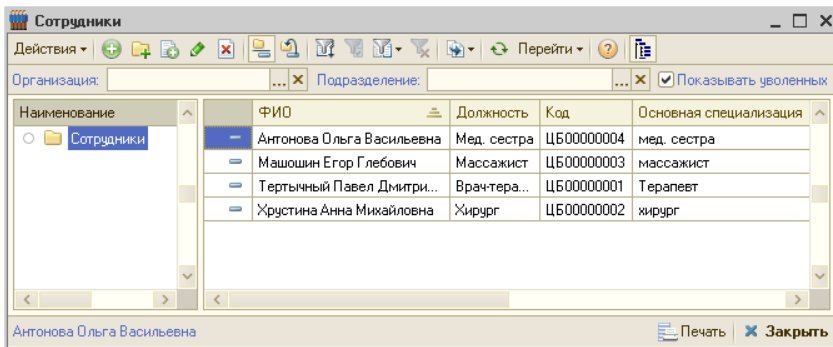 Сотрудники
Действия Перейти
Организация: ... Подразделение: ... Показывать уволенных
Наименование
Сотрудники
ФИО Должность Код Основная специализация
Антонова Ольга Васильевна Мед. сестра ЦБ00000004 мед. сестра
Машошин Егор Глебович Массажист ЦБ00000003 массажист
Тертычный Павел Дмитри... Врач-тера... ЦБ00000001 Терапевт
Хрустина Анна Михайловна Хирург ЦБ00000002 хирург
Антонова Ольга Васильевна Печать Закрыть